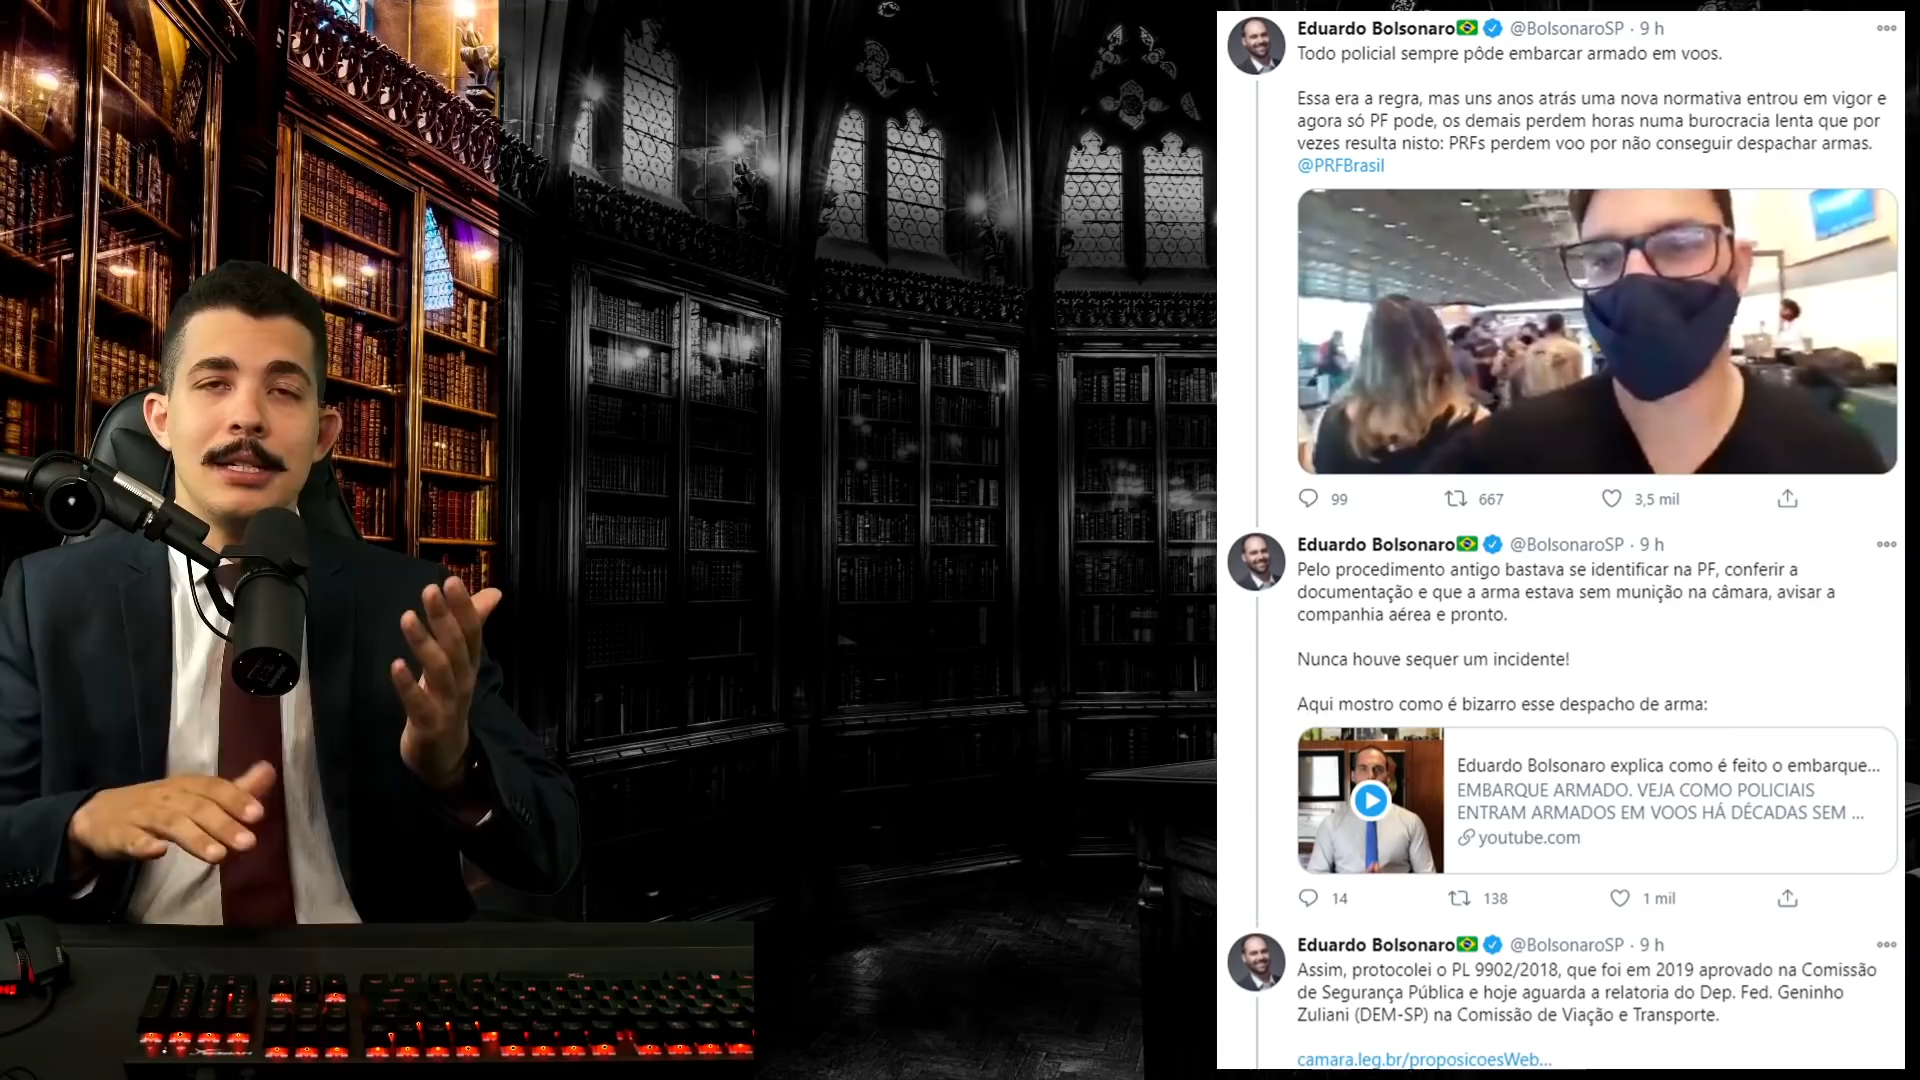 Eduardo Bolsonaro @BolsonaroSP · 9 h
Todo policial sempre pôde embarcar armado em voos.
Essa era a regra, mas uns anos atrás uma nova normativa entrou em vigor e
agora só PF pode, os demais perdem horas numa burocracia lenta que por
vezes resulta nisto: PRFs perdem voo por não conseguir despachar armas.
@PRFBrasil
99 667 3,5 mil
Eduardo Bolsonaro @BolsonaroSP · 9 h
Pelo procedimento antigo bastava se identificar na PF, conferir a
documentação e que a arma estava sem munição na câmara, avisar a
companhia aérea e pronto.
Nunca houve sequer um incidente!
Aqui mostro como é bizarro esse despacho de arma:
Eduardo Bolsonaro explica como é feito o embarque...
EMBARQUE ARMADO. VEJA COMO POLICIAIS
ENTRAM ARMADOS EM VOOS HÁ DÉCADAS SEM ...
youtube.com
14 138 1 mil
Eduardo Bolsonaro @BolsonaroSP · 9 h
Assim, protocolei o PL 9902/2018, que foi em 2019 aprovado na Comissão
de Segurança Pública e hoje aguarda a relatoria do Dep. Fed. Geninho
Zuliani (DEM-SP) na Comissão de Viação e Transporte.
camara.leg.br/proposicoesWeb...